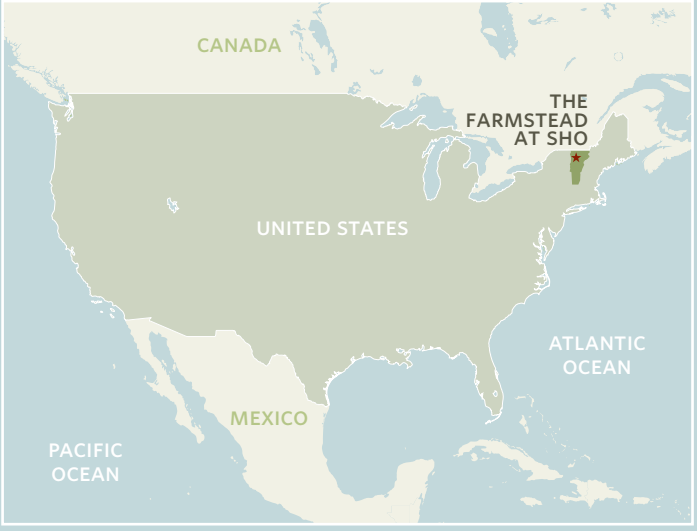 CANADA
THE
FARMSTEAD
AT SHO
UNITED STATES
ATLANTIC
OCEAN
MEXICO
PACIFIC
OCEAN